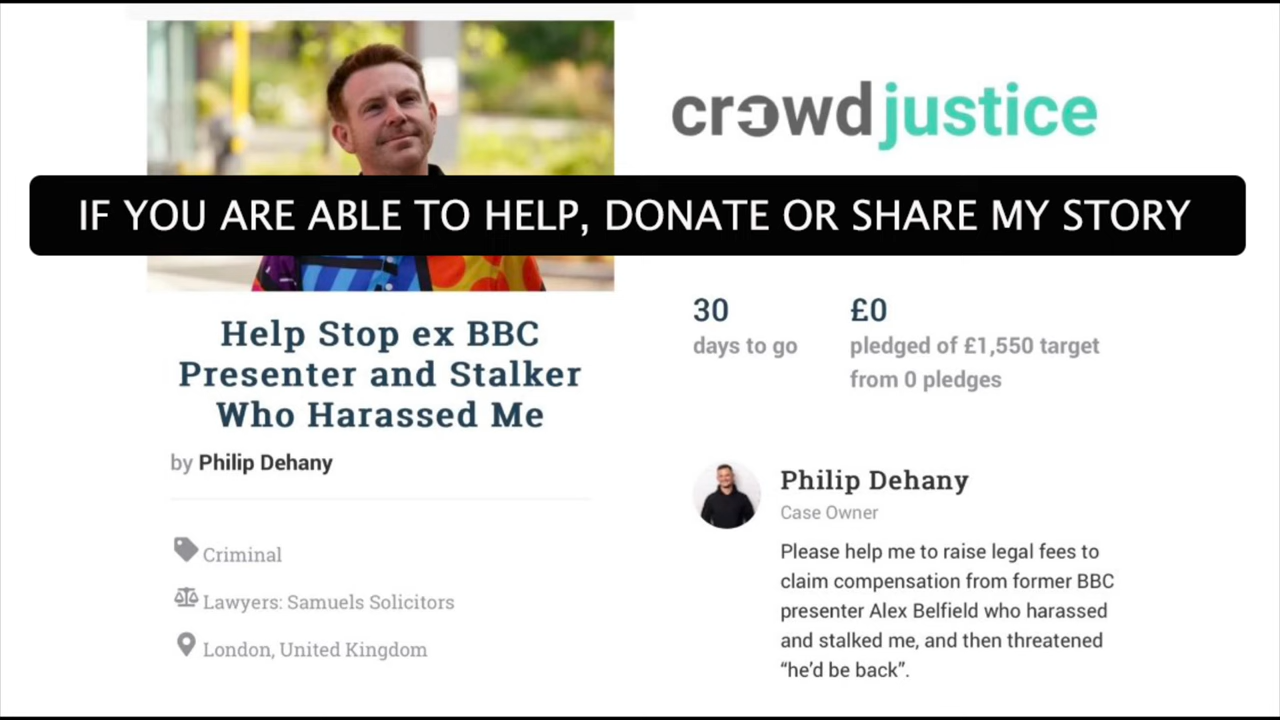 crowdjustice
IF YOU ARE ABLE TO HELP, DONATE OR SHARE MY STORY
Help Stop ex BBC
Presenter and Stalker
Who Harassed Me
by Philip Dehany
Criminal
Lawyers: Samuels Solicitors
London, United Kingdom
30
days to go
£0
pledged of £1,550 target
from 0 pledges
Philip Dehany
Case Owner
Please help me to raise legal fees to
claim compensation from former BBC
presenter Alex Belfield who harassed
and stalked me, and then threatened
“he’d be back”.